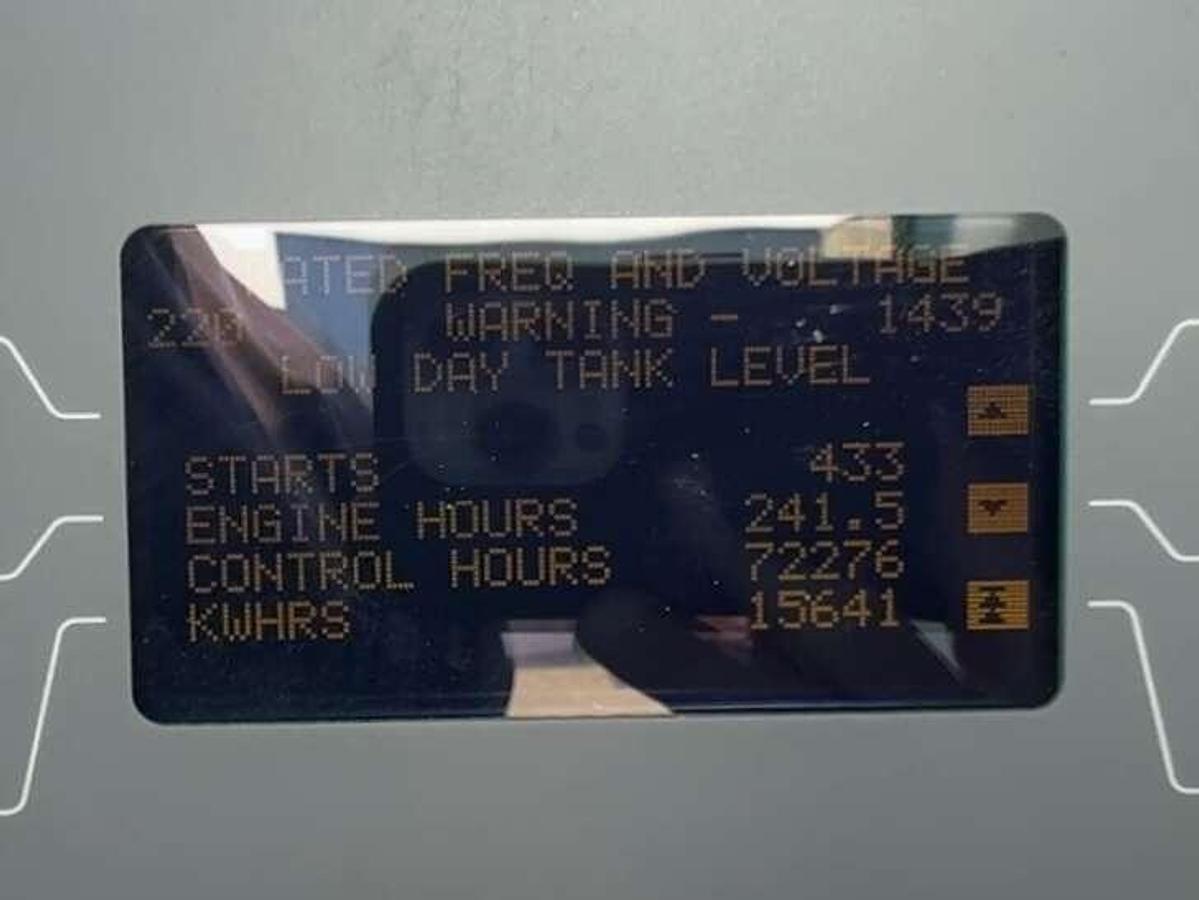 ATED FREQ AND VOLTAGE
220 WARNING - 1439
LOW DAY TANK LEVEL
STARTS 433
ENGINE HOURS 241.5
CONTROL HOURS 72276
KWHRS 15641